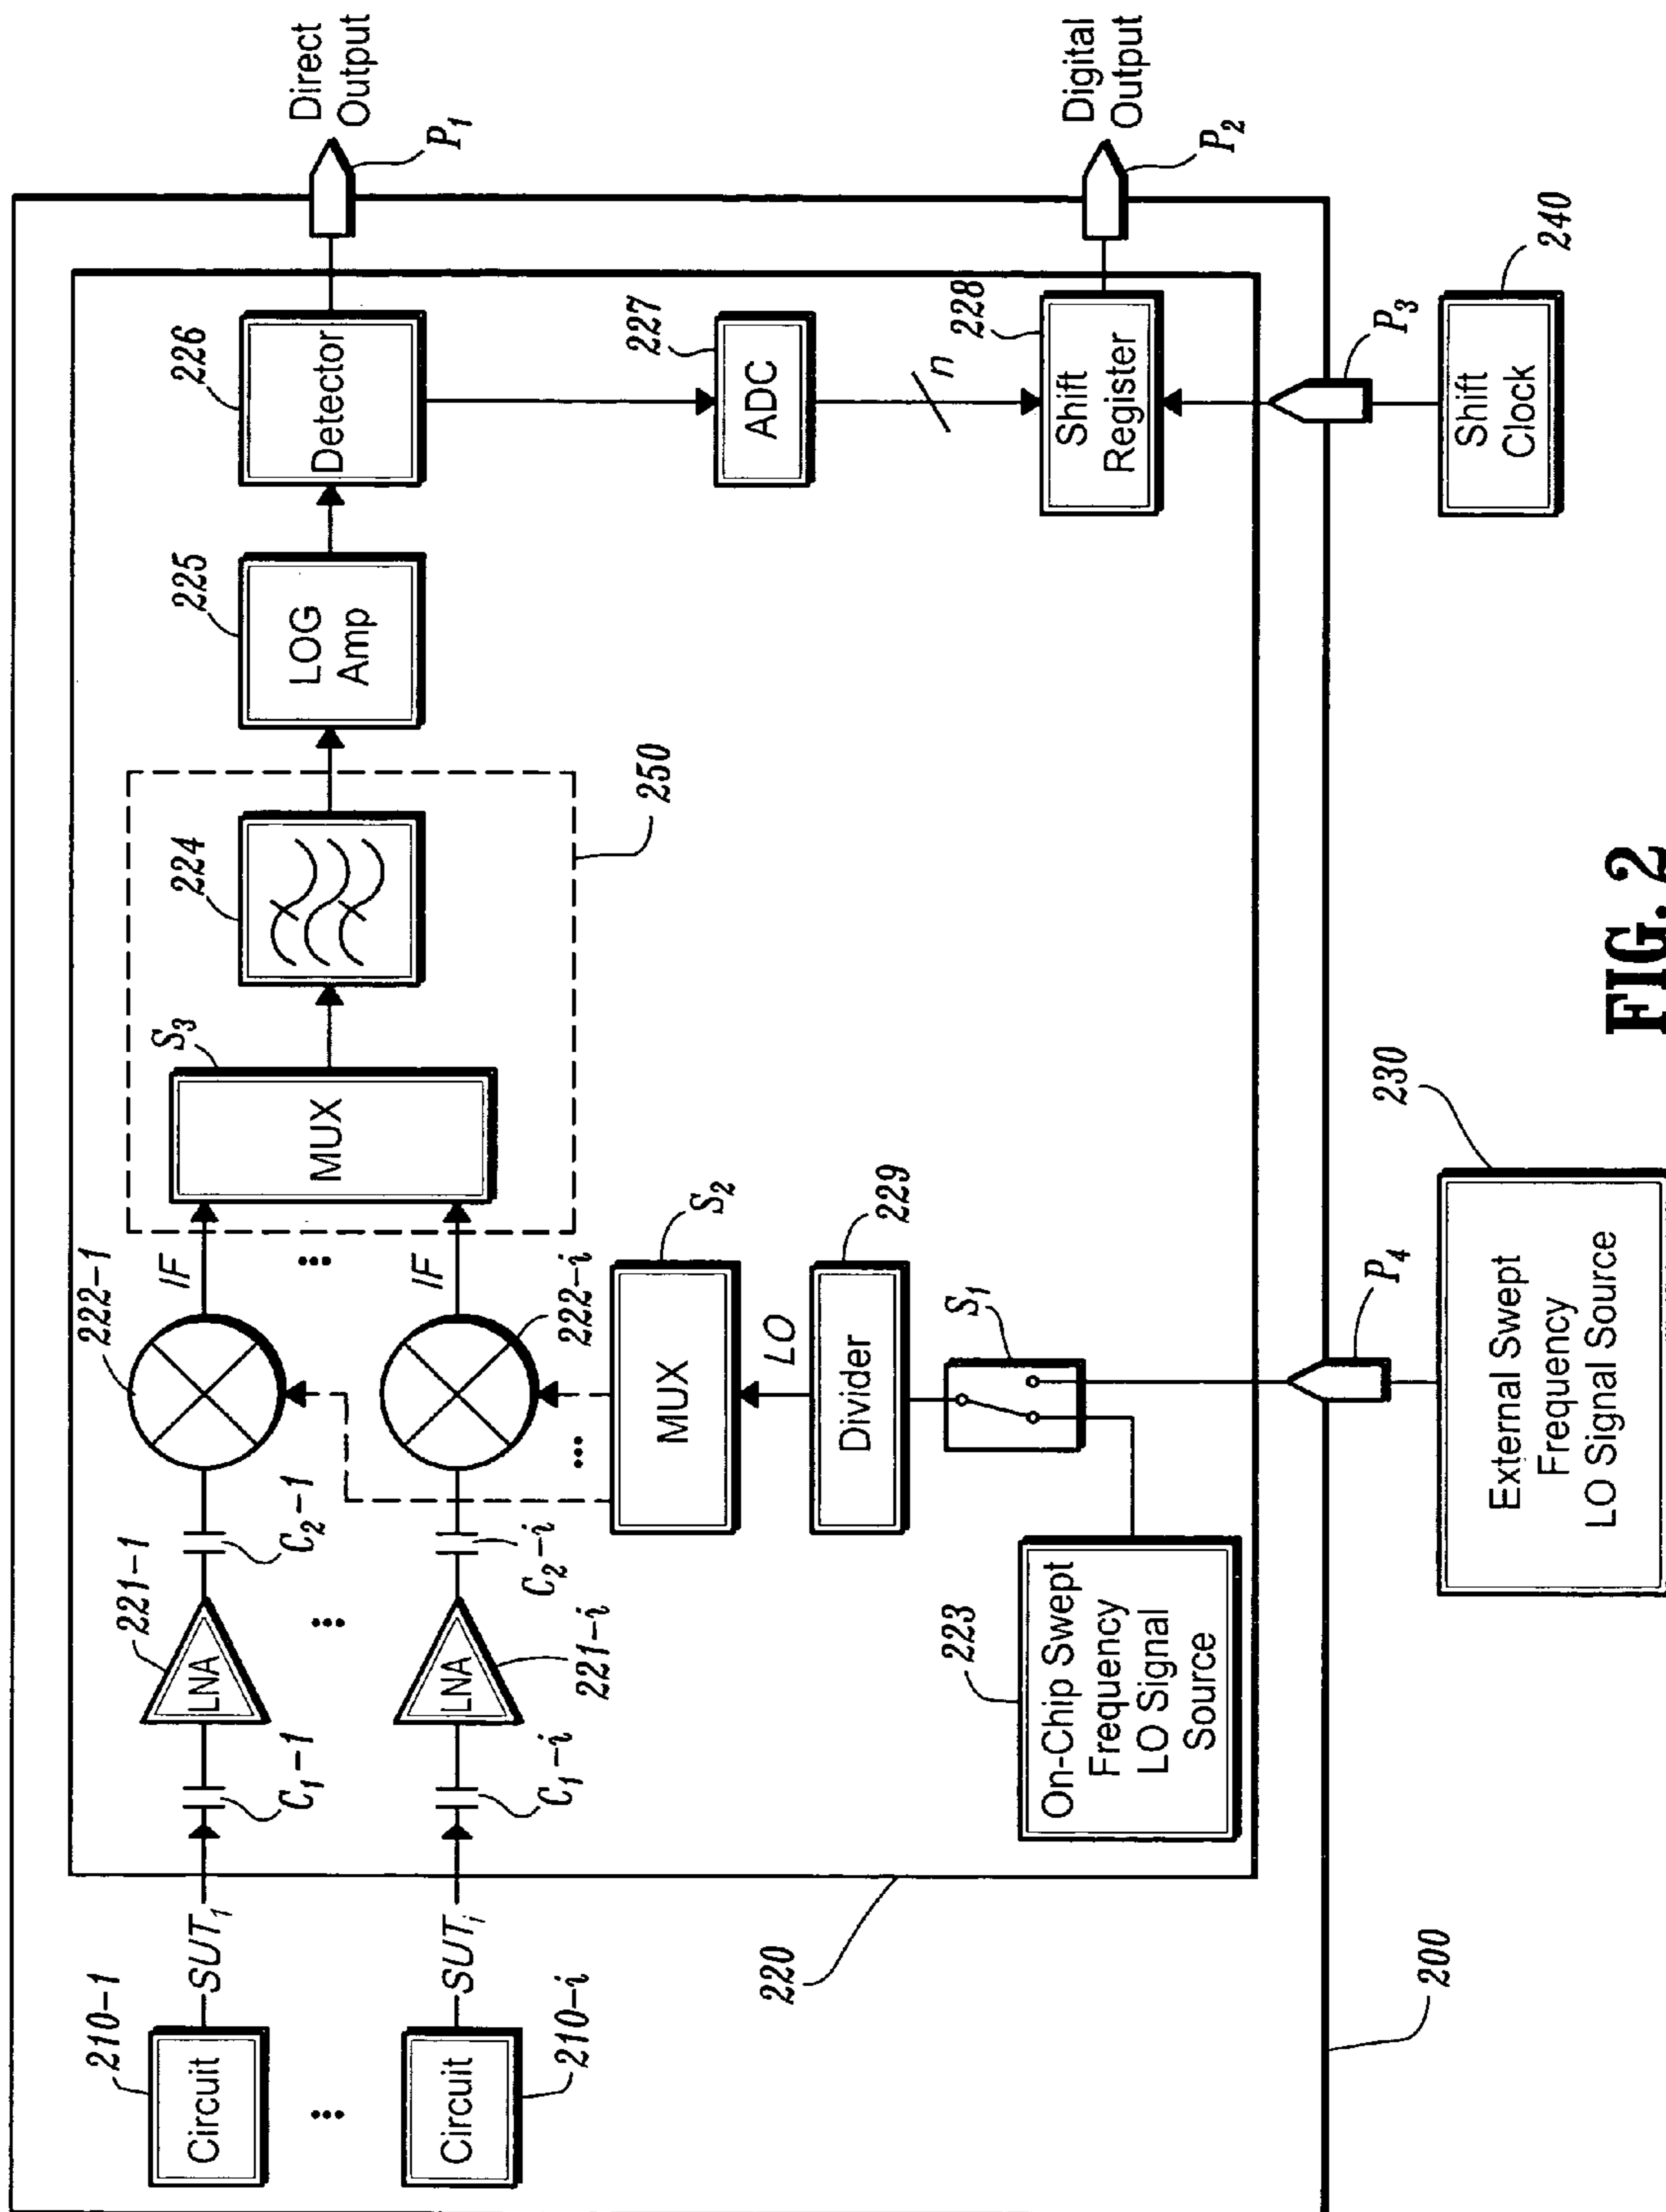 210-1
Circuit
SUT1
C1-1
221-1
LNA
C2-1
222-1
IF
S3
MUX
224
225
LOG
Amp
226
Detector
Direct
Output
P1
210-i
Circuit
SUTi
C1-i
LNA
221-i
C2-i
222-i
IF
250
227
ADC
n
MUX
S2
LO
Divider
229
S1
223
On-Chip Swept
Frequency
LO Signal
Source
228
Shift
Register
Digital
Output
P2
220
200
P4
230
External Swept
Frequency
LO Signal Source
P3
Shift
Clock
240
FIG. 2